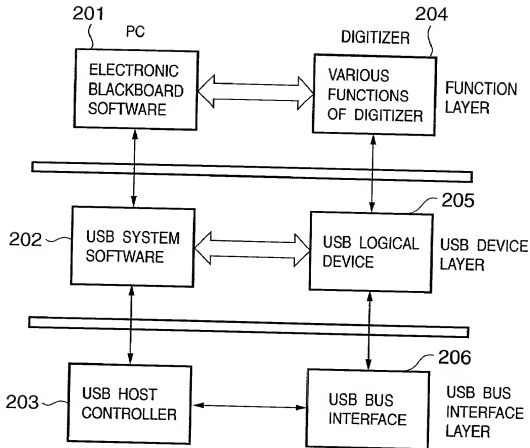 201
PC
204
DIGITIZER
ELECTRONIC
BLACKBOARD
SOFTWARE
VARIOUS
FUNCTIONS
OF DIGITIZER
FUNCTION
LAYER
205
202
USB SYSTEM
SOFTWARE
USB LOGICAL
DEVICE
USB DEVICE
LAYER
206
203
USB HOST
CONTROLLER
USB BUS
INTERFACE
USB BUS
INTERFACE
LAYER